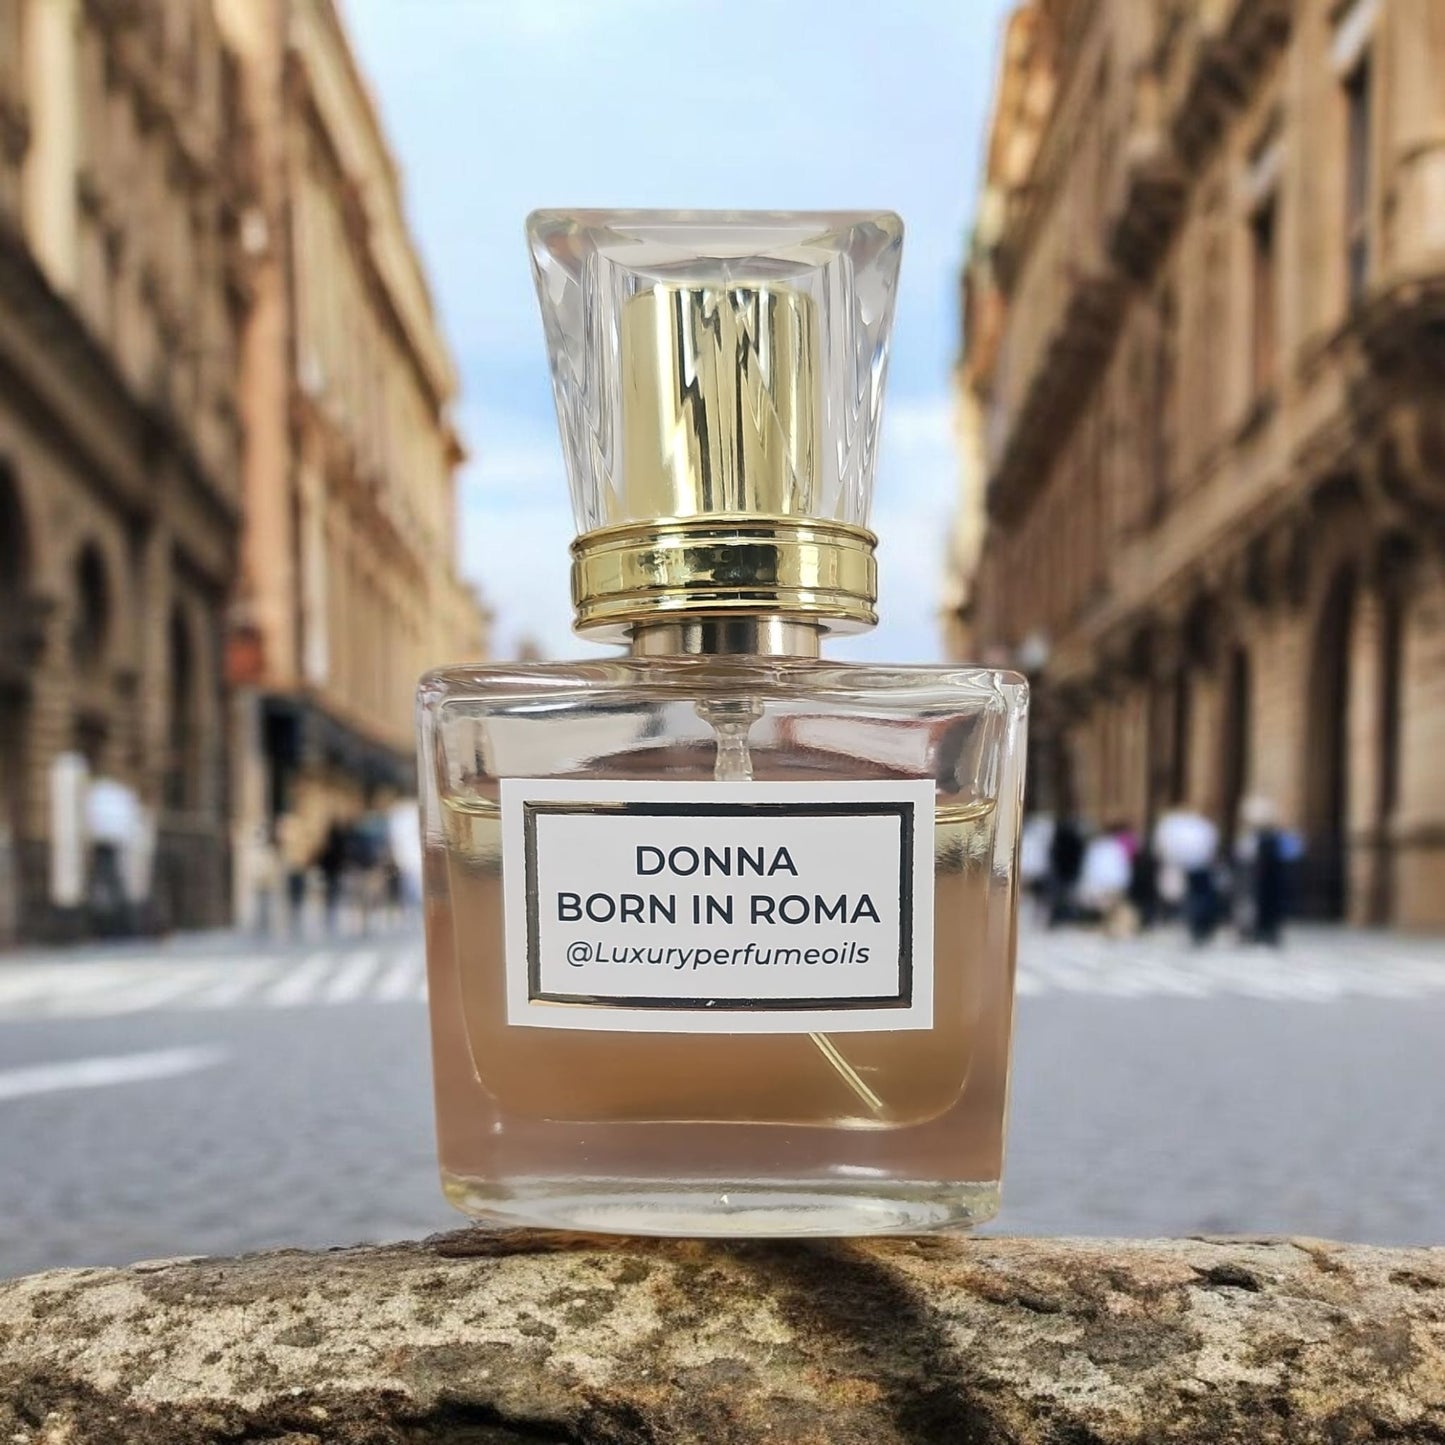 DONNA
BORN IN ROMA
@Luxuryperfumeoils